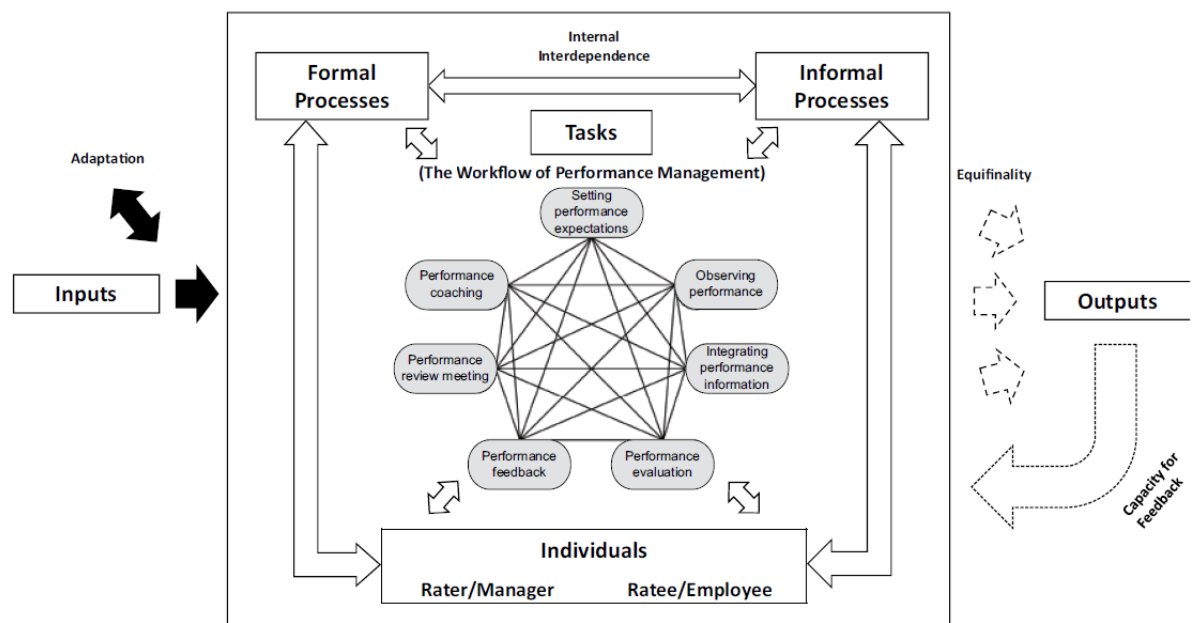 Internal
Interdependence
Formal
Processes
Informal
Processes
Tasks
Adaptation
(The Workflow of Performance Management)
Equifinality
Setting
performance
expectations
Performance
coaching
Observing
performance
Inputs
Outputs
Performance
review meeting
Integrating
performance
information
Performance
feedback
Performance
evaluation
Capacity for
Feedback
Individuals
Rater/Manager
Ratee/Employee